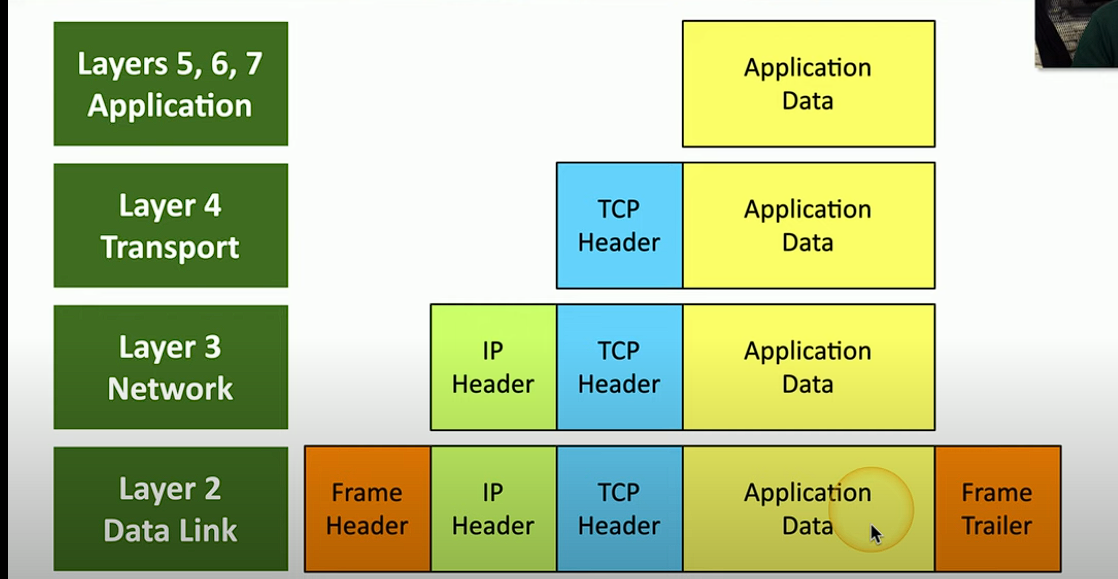 Layers 5, 6, 7
Application
Application
Data
Layer 4
Transport
TCP
Header
Application
Data
Layer 3
Network
IP
Header
TCP
Header
Application
Data
Layer 2
Data Link
Frame
Header
IP
Header
TCP
Header
Application
Data
Frame
Trailer